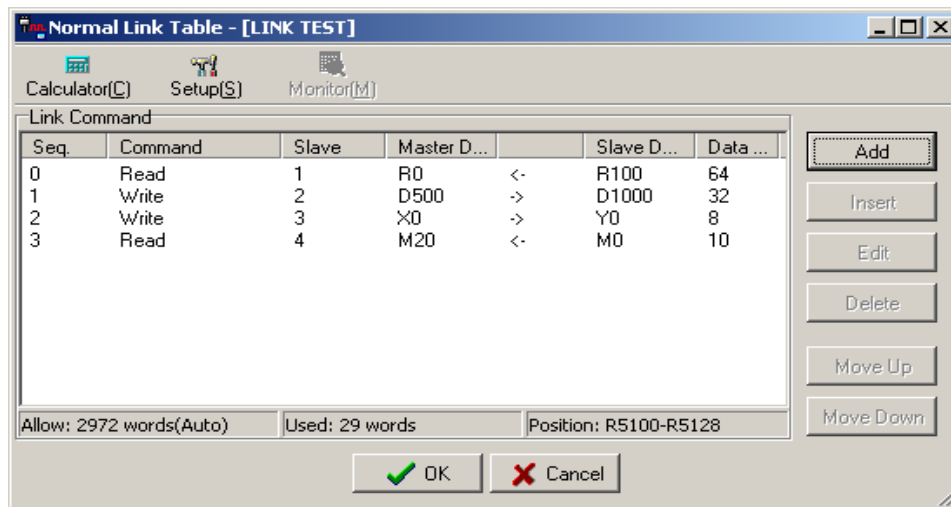 Normal Link Table - [LINK TEST]
Calculator(C) Setup(S) Monitor(M)
Link Command
Seq. Command Slave Master D... Slave D... Data ...
0 Read 1 R0 <- R100 64
1 Write 2 D500 -> D1000 32
2 Write 3 X0 -> Y0 8
3 Read 4 M20 <- M0 10
Allow: 2972 words(Auto) Used: 29 words Position: R5100-R5128
Add
Insert
Edit
Delete
Move Up
Move Down
OK Cancel